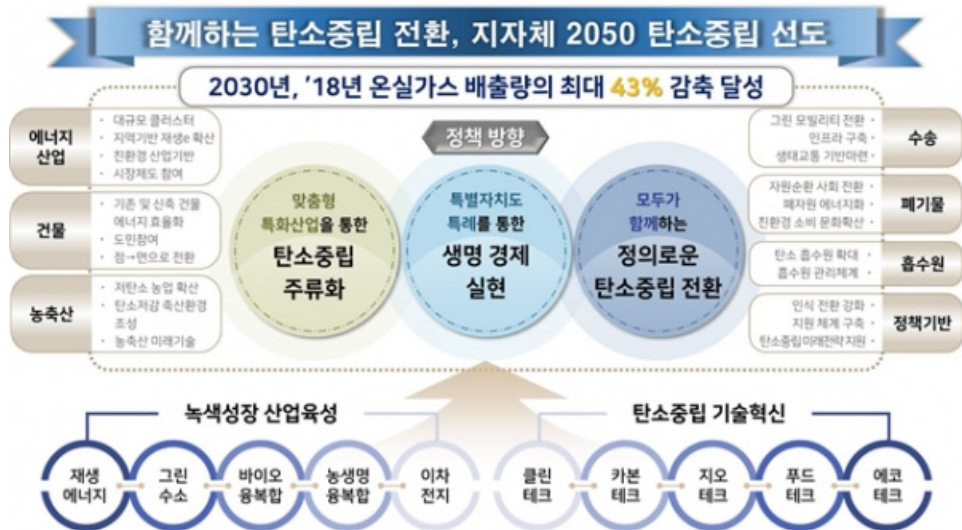 함께하는 탄소중립 전환, 지자체 2050 탄소중립 선도
2030년, '18년 온실가스 배출량의 최대 43% 감축 달성
정책 방향
에너지
산업
• 대규모 클러스터
• 지역기반 재생e 확산
• 친환경 산업기반
• 시장제도 참여
건물
• 기존 및 신축 건물
에너지 효율화
• 도민참여
• 점→면으로 전환
농축산
• 저탄소 농업 확산
• 탄소저감 축산환경
조성
• 농축산 미래기술
맞춤형
특화산업을 통한
탄소중립
주류화
특별자치도
특례를 통한
생명 경제
실현
모두가
함께하는
정의로운
탄소중립 전환
그린 모빌리티 전환 •
인프라 구축 •
생태교통 기반마련 •
수송
자원순환 사회 전환 •
폐자원 에너지화 •
친환경 소비 문화확산 •
폐기물
탄소 흡수원 확대 •
흡수원 관리체계 •
흡수원
인식 전환 강화 •
지원 체계 구축 •
탄소중립미래전략지원 •
정책기반
녹색성장 산업육성
재생
에너지
그린
수소
바이오
융복합
농생명
융복합
이차
전지
탄소중립 기술혁신
클린
테크
카본
테크
지오
테크
푸드
테크
에코
테크